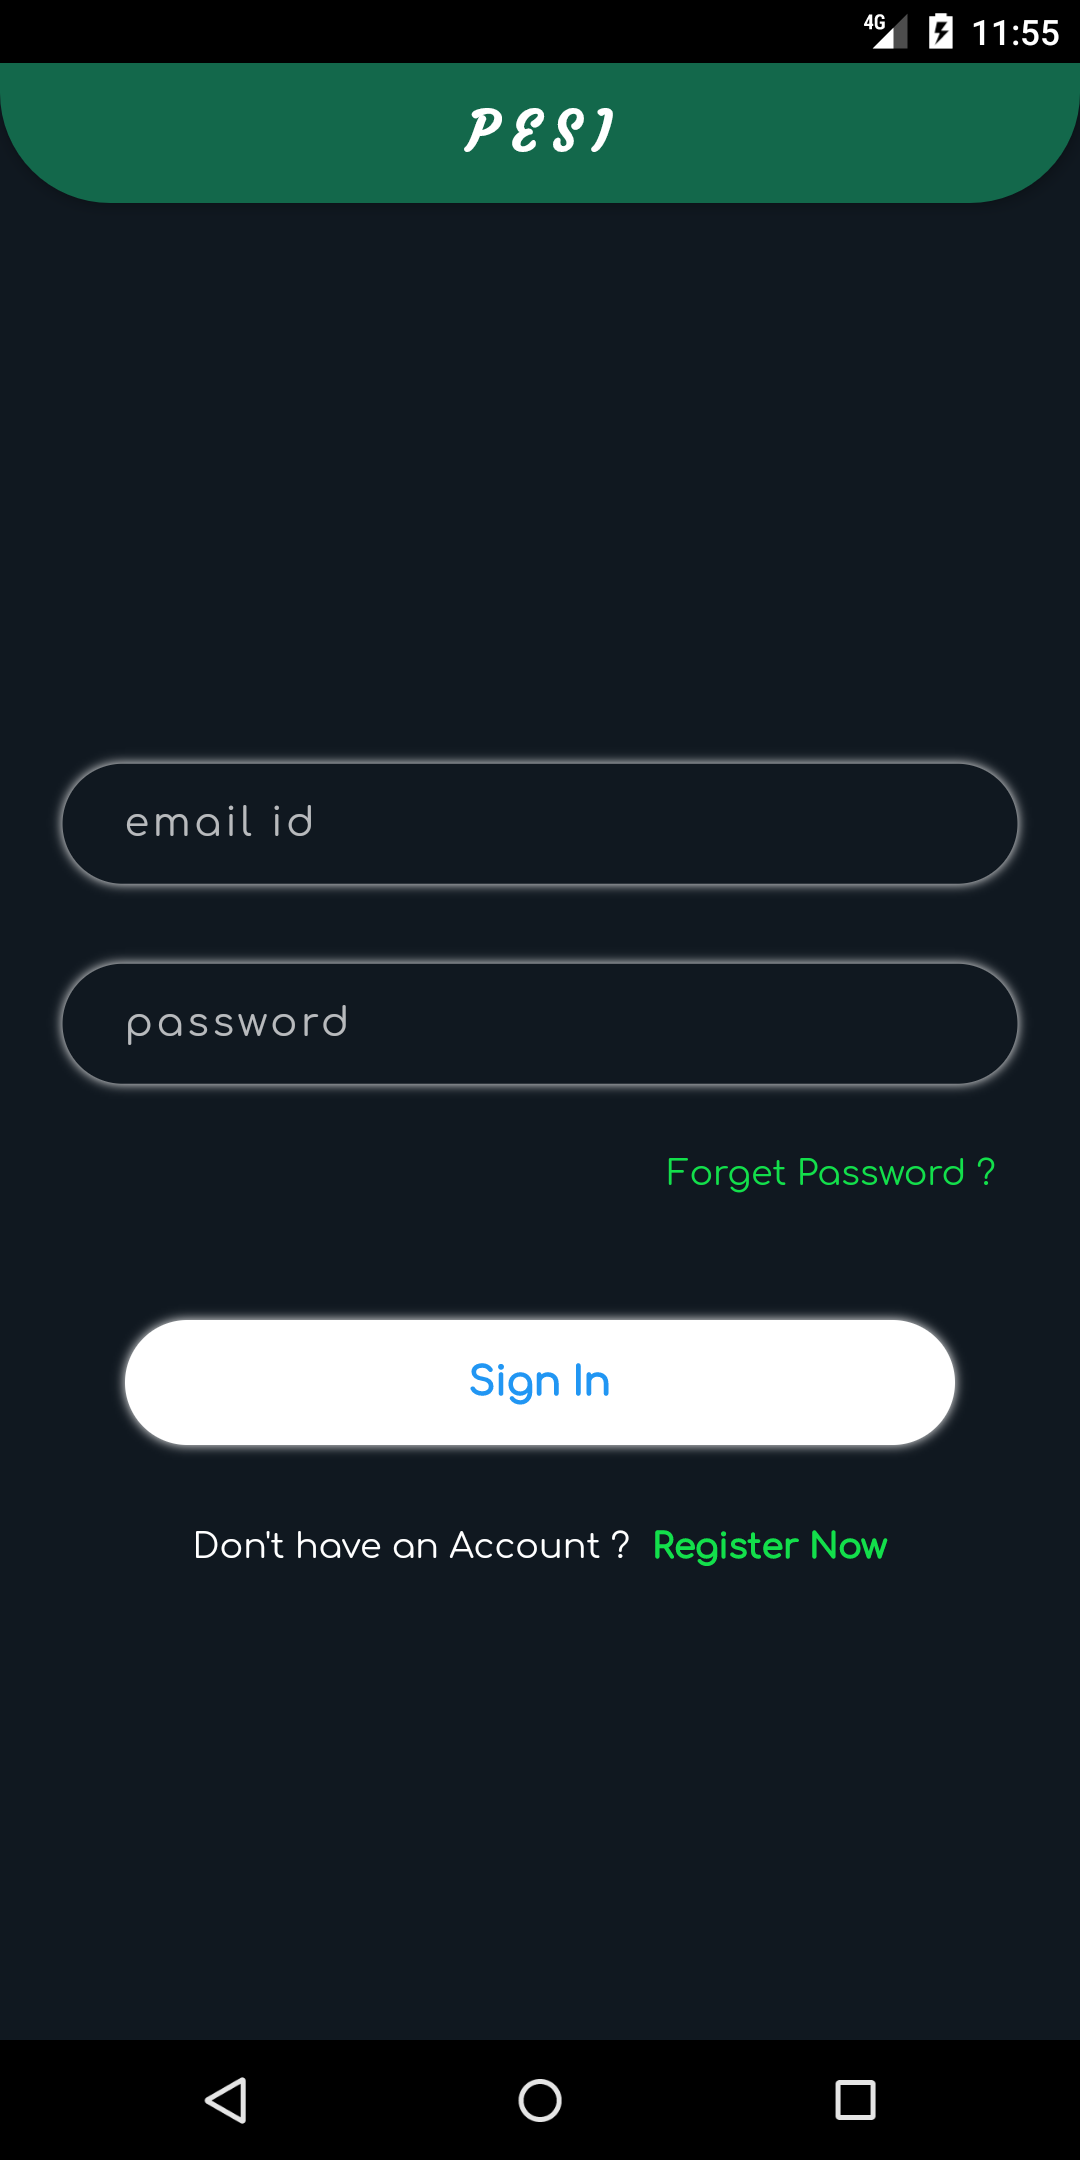 4G 11:55
PESI
email id
password
Forget Password ?
Sign In
Don't have an Account ? Register Now